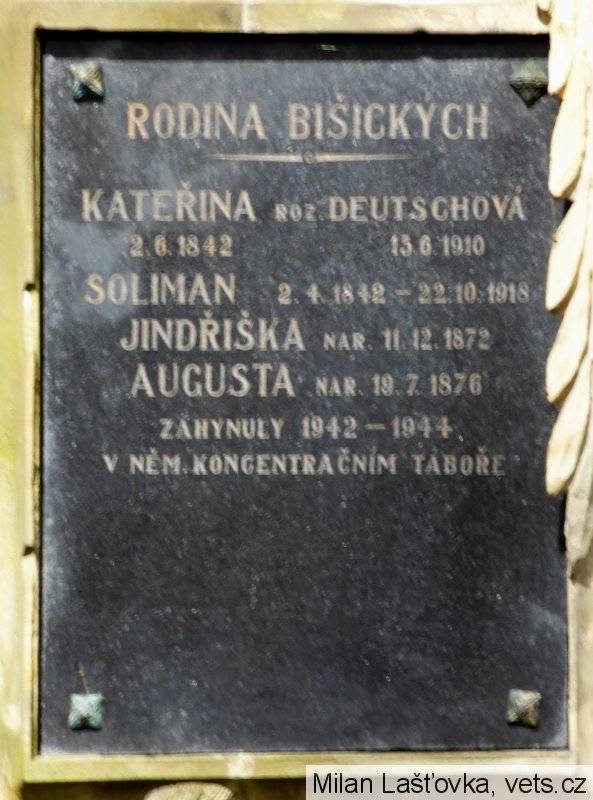 RODINA BIŠICKÝCH
KATEŘINA ROZ. DEUTSCHOVÁ
2.6.1842 15.6.1910
SOLIMAN 2.4.1842 – 22.10.1918
JINDŘIŠKA NAR. 11.12.1872
AUGUSTA NAR. 19.7.1876
ZAHYNULY 1942 – 1944
V NĚM. KONCENTRAČNÍM TÁBOŘE
Milan Lašťovka, vets.cz